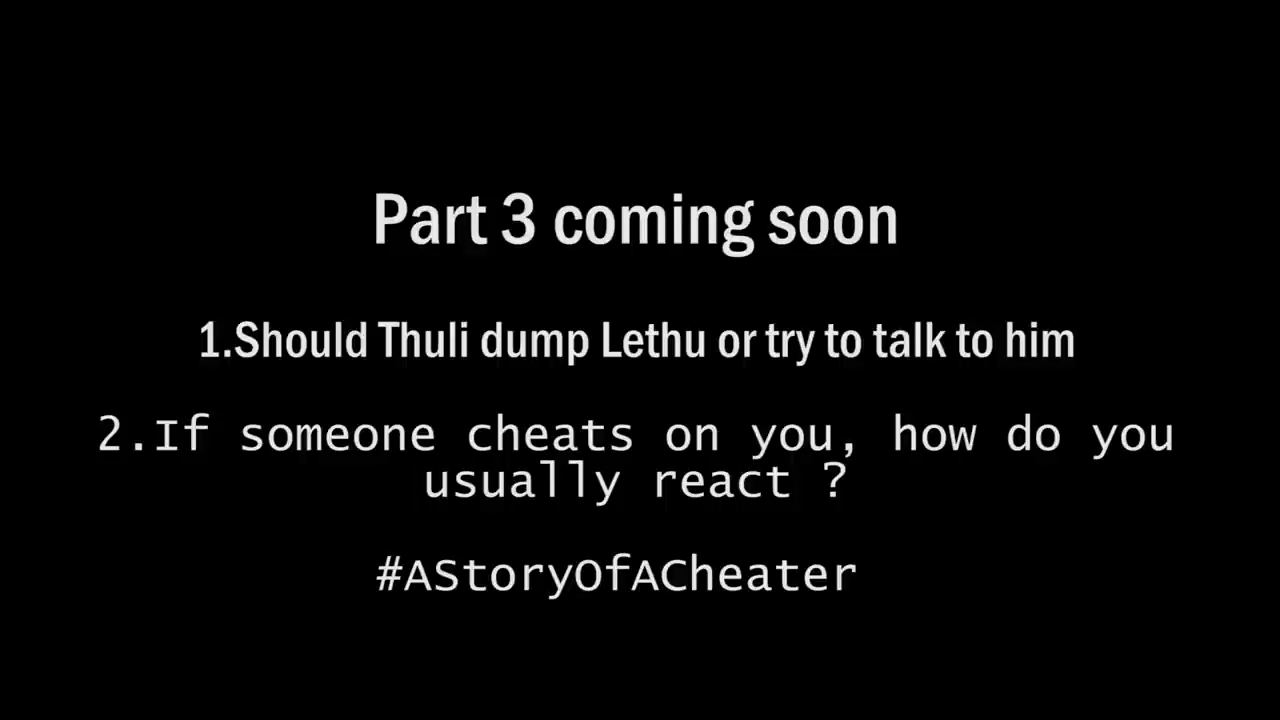 Part 3 coming soon
1.Should Thuli dump Lethu or try to talk to him
2.If someone cheats on you, how do you
usually react ?
#AStoryOfACheater